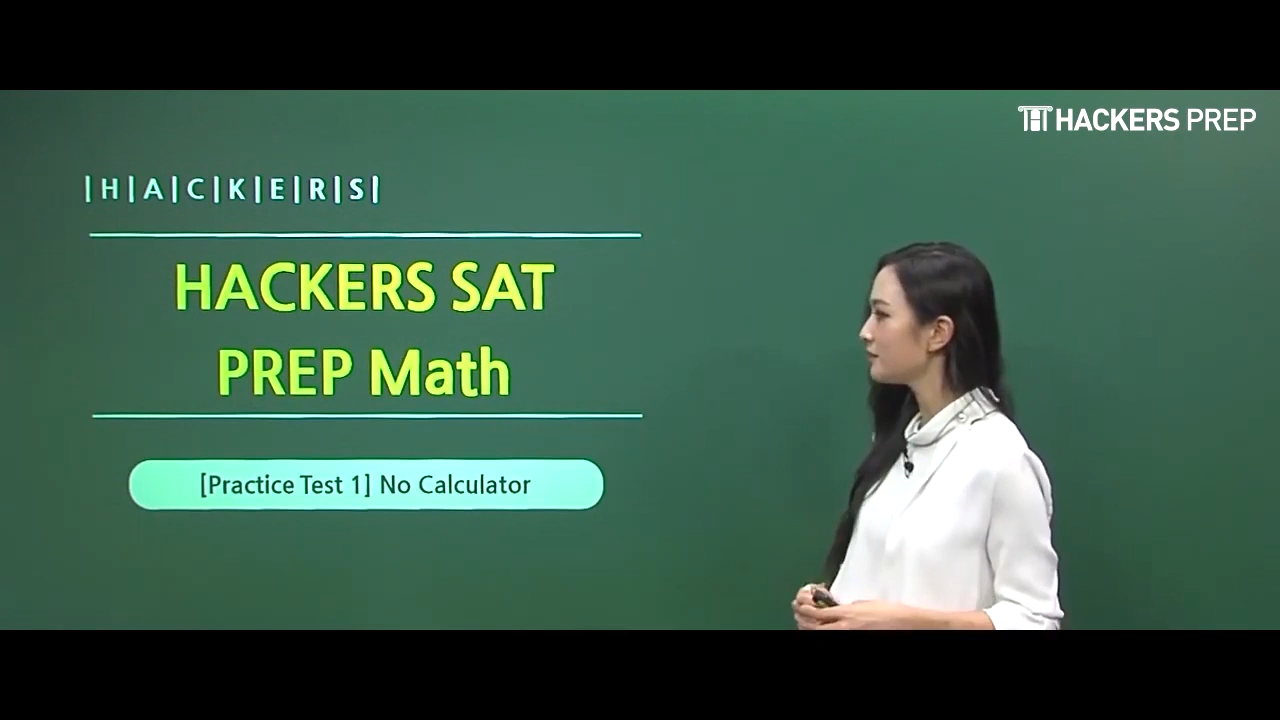 HACKERS PREP
|H|A|C|K|E|R|S|
HACKERS SAT
PREP Math
[Practice Test 1] No Calculator